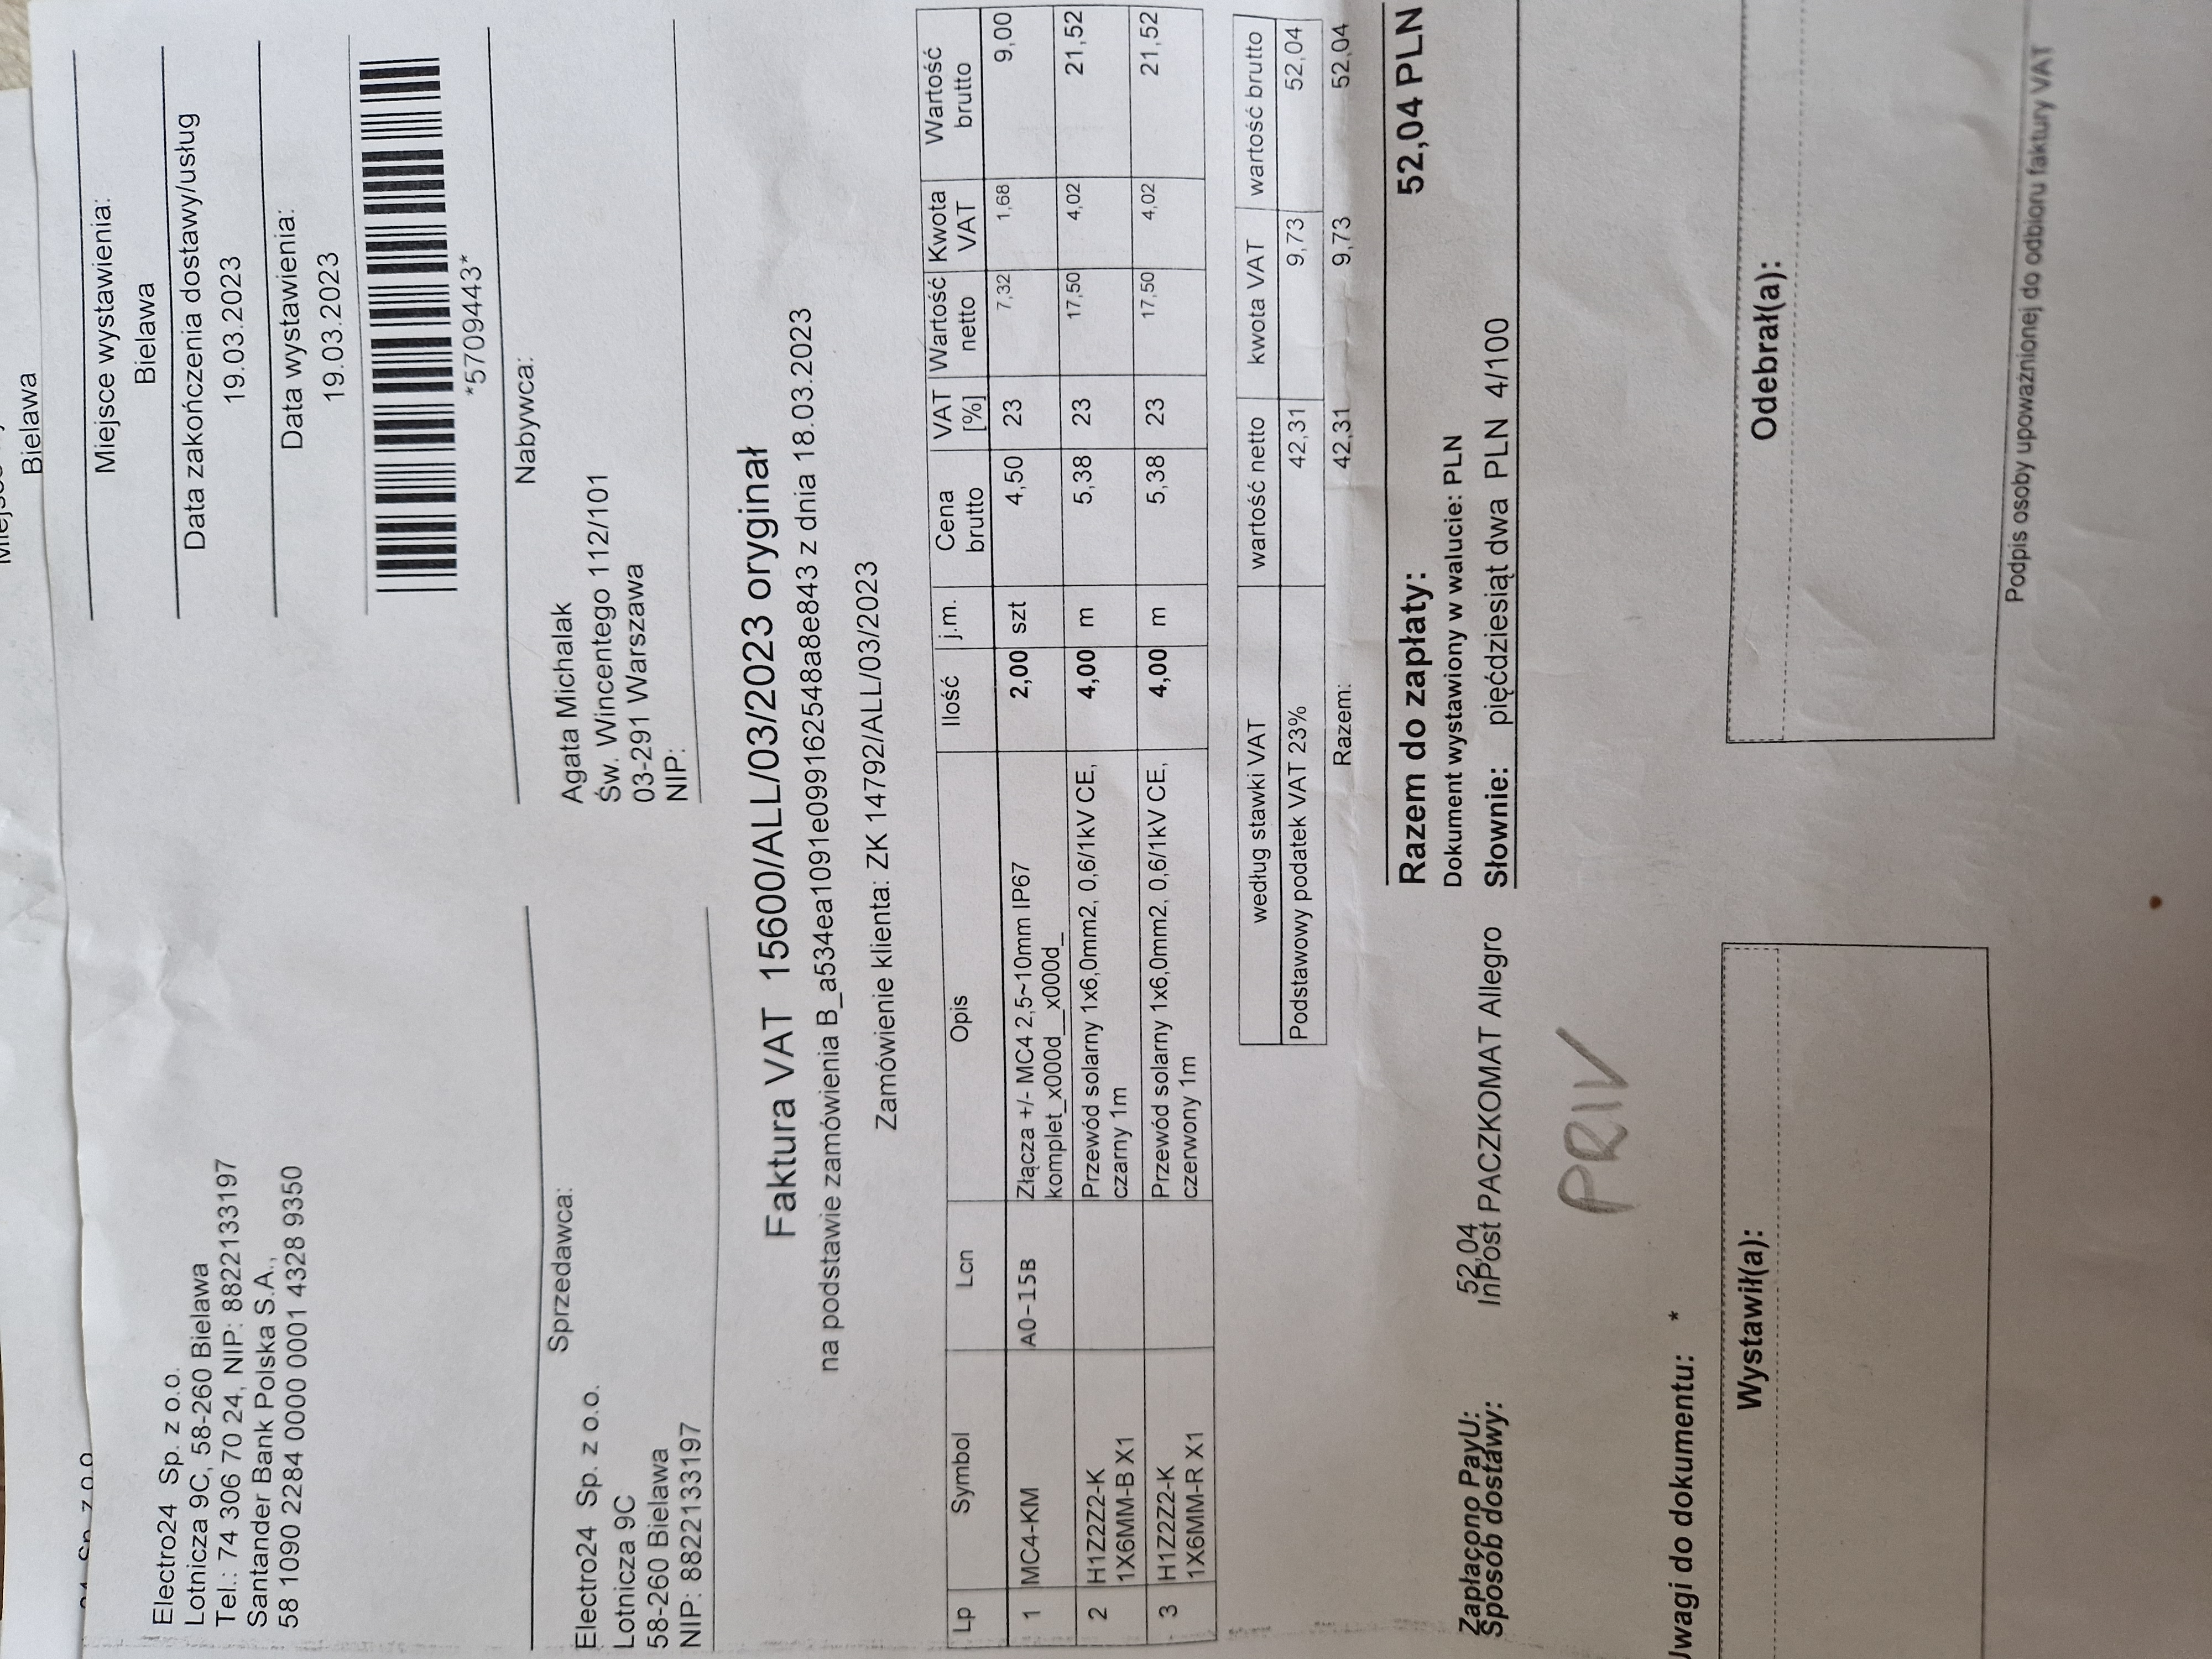 Bielawa
Sp. z o.o.
Miejsce wystawienia:
Bielawa
Data zakończenia dostawy/usług
19.03.2023
Data wystawienia:
19.03.2023
*5709443*
Electro24 Sp. z o.o.
Lotnicza 9C, 58-260 Bielawa
Tel.: 74 306 70 24, NIP: 8822133197
Santander Bank Polska S.A.,
58 1090 2284 0000 0001 4328 9350
Sprzedawca:
Electro24 Sp. z o.o.
Lotnicza 9C
58-260 Bielawa
NIP: 8822133197
Nabywca:
Agata Michalak
Św. Wincentego 112/101
03-291 Warszawa
NIP:
Faktura VAT 15600/ALL/03/2023 oryginał
na podstawie zamówienia B_a534ea1091e099162548a8e843 z dnia 18.03.2023
Zamówienie klienta: ZK 14792/ALL/03/2023
Lp Symbol Lcn Opis Ilość j.m. Cena brutto VAT [%] Wartość netto Kwota VAT Wartość brutto
1 MC4-KM A0-15B Złącza +/- MC4 2,5~10mm IP67 2,00 szt 4,50 23 7,32 1,68 9,00
komplet_x000d__x000d_
2 H1Z2Z2-K Przewód solarny 1x6,0mm2, 0,6/1kV CE, 4,00 m 5,38 23 17,50 4,02 21,52
1X6MM-B X1 czarny 1m
3 H1Z2Z2-K Przewód solarny 1x6,0mm2, 0,6/1kV CE, 4,00 m 5,38 23 17,50 4,02 21,52
1X6MM-R X1 czerwony 1m
według stawki VAT wartość netto kwota VAT wartość brutto
Podstawowy podatek VAT 23% 42,31 9,73 52,04
Razem: 42,31 9,73 52,04
Razem do zapłaty: 52,04 PLN
Dokument wystawiony w walucie: PLN
Słownie: pięćdziesiąt dwa PLN 4/100
Zapłacono PayU: 52,04
Sposób dostawy: InPost PACZKOMAT Allegro
PRIV
Uwagi do dokumentu: *
Wystawił(a):
Odebrał(a):
Podpis osoby upoważnionej do odbioru faktury VAT